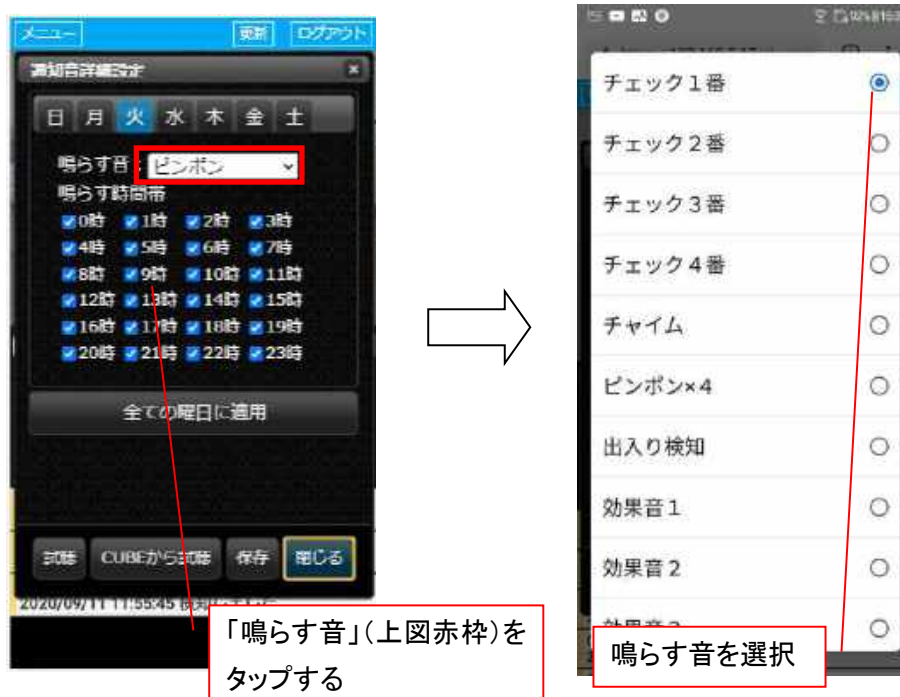 メニュー 更新 ログアウト
通知音詳細設定 ×
日 月 火 水 木 金 土
鳴らす音： ピンポン
鳴らす時間帯
0時 1時 2時 3時
4時 5時 6時 7時
8時 9時 10時 11時
12時 13時 14時 15時
16時 17時 18時 19時
20時 21時 22時 23時
全ての曜日に適用
試聴 CUBEから試聴 保存 閉じる
2020/09/11 11:55:45
「鳴らす音」(上図赤枠)を
タップする
チェック１番
チェック２番
チェック３番
チェック４番
チャイム
ピンポン×４
出入り検知
効果音１
効果音２
鳴らす音を選択